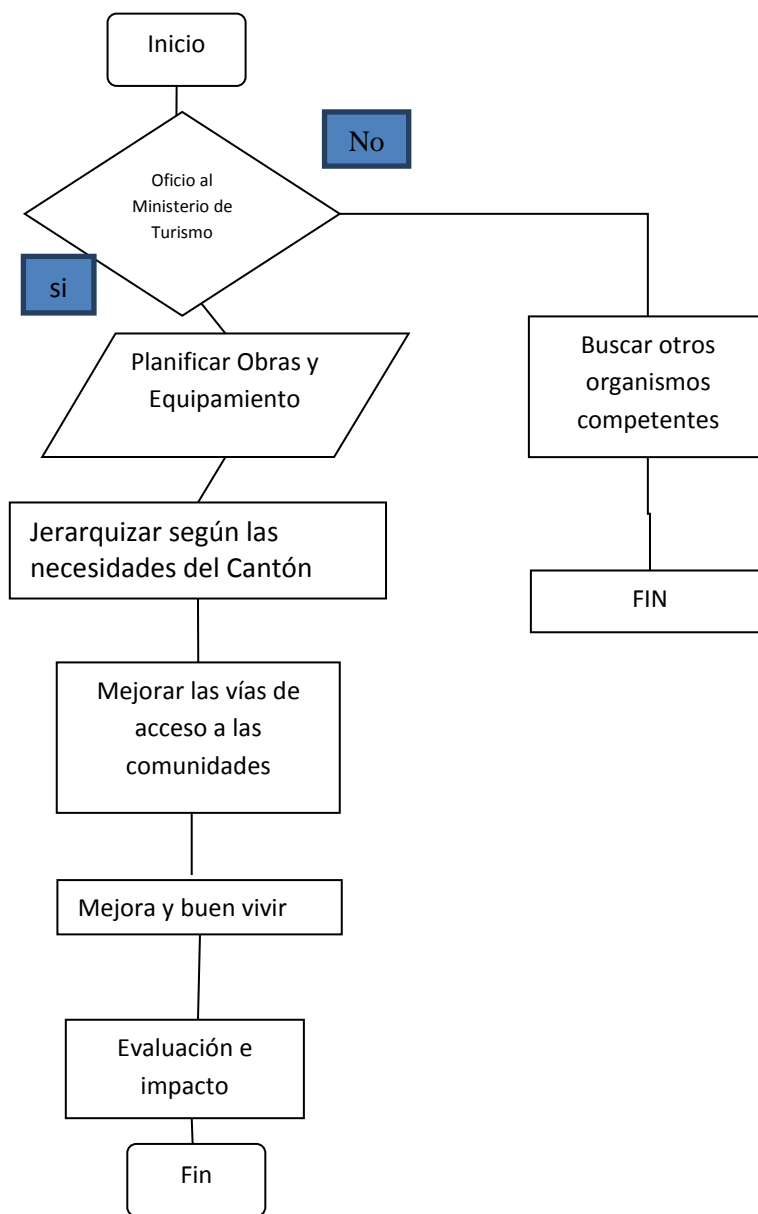 Inicio
No
Oficio al
Ministerio de
Turismo
si
Planificar Obras y
Equipamiento
Buscar otros
organismos
competentes
Jerarquizar según las
necesidades del Cantón
FIN
Mejorar las vías de
acceso a las
comunidades
Mejora y buen vivir
Evaluación e
impacto
Fin